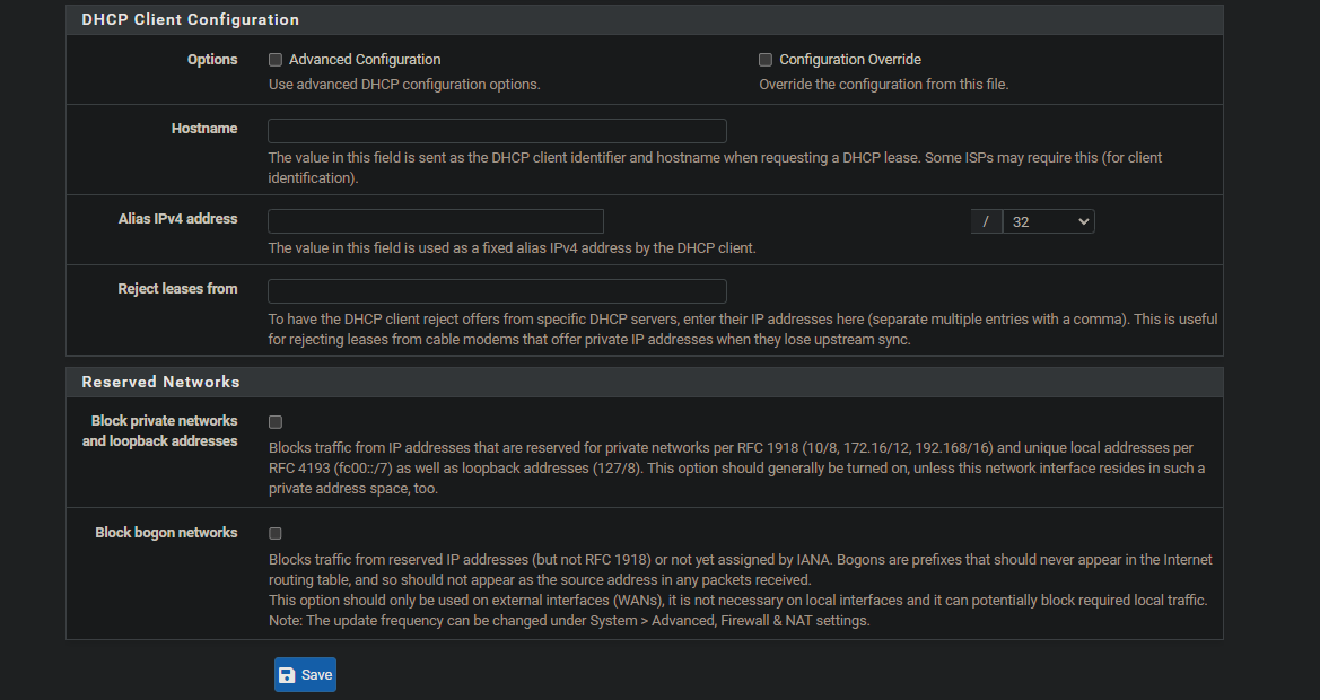 DHCP Client Configuration
Options
Advanced Configuration
Configuration Override
Use advanced DHCP configuration options.
Override the configuration from this file.
Hostname
The value in this field is sent as the DHCP client identifier and hostname when requesting a DHCP lease. Some ISPs may require this (for client
identification).
Alias IPv4 address
/
32
The value in this field is used as a fixed alias IPv4 address by the DHCP client.
Reject leases from
To have the DHCP client reject offers from specific DHCP servers, enter their IP addresses here (separate multiple entries with a comma). This is useful
for rejecting leases from cable modems that offer private IP addresses when they lose upstream sync.
Reserved Networks
Block private networks
and loopback addresses
Blocks traffic from IP addresses that are reserved for private networks per RFC 1918 (10/8, 172.16/12, 192.168/16) and unique local addresses per
RFC 4193 (fc00::/7) as well as loopback addresses (127/8). This option should generally be turned on, unless this network interface resides in such a
private address space, too.
Block bogon networks
Blocks traffic from reserved IP addresses (but not RFC 1918) or not yet assigned by IANA. Bogons are prefixes that should never appear in the Internet
routing table, and so should not appear as the source address in any packets received.
This option should only be used on external interfaces (WANs), it is not necessary on local interfaces and it can potentially block required local traffic.
Note: The update frequency can be changed under System > Advanced, Firewall & NAT settings.
Save